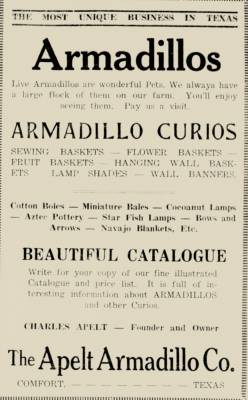 THE MOST UNIQUE BUSINESS IN TEXAS
Armadillos
Live Armadillos are wonderful Pets. We always have
a large flock of them on our farm. You'll enjoy
seeing them. Pay us a visit.
ARMADILLO CURIOS
SEWING BASKETS — FLOWER BASKETS —
FRUIT BASKETS — HANGING WALL BASK-
ETS LAMP SHADES — WALL BANNERS.
Cotton Boles — Miniature Bales — Cocoanut Lamps
— Aztec Pottery — Star Fish Lamps — Bows and
Arrows — Navajo Blankets, Etc.
BEAUTIFUL CATALOGUE
Write for your copy of our fine illustrated
Catalogue and price list. It is full of in-
teresting information about ARMADILLOS
and other Curios.
CHARLES APELT — Founder and Owner
The Apelt Armadillo Co.
COMFORT, — — — — — — — TEXAS